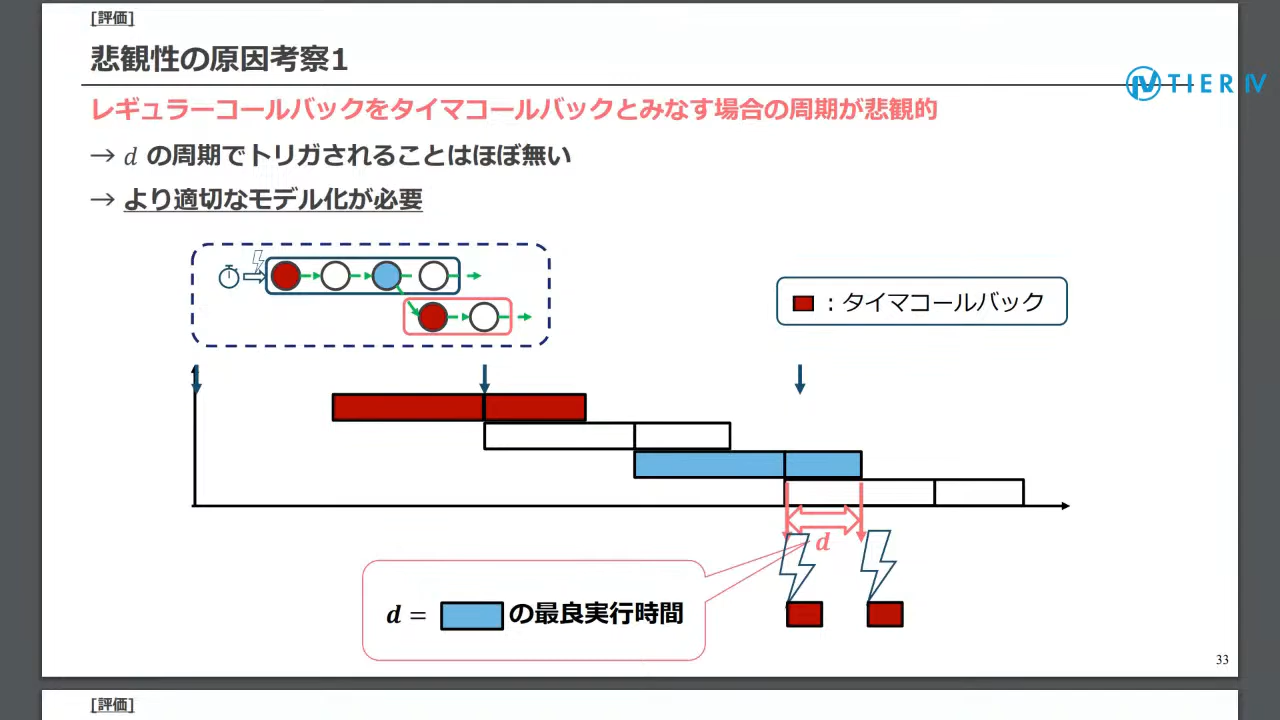 [評価]
悲観性の原因考察1
TIER IV
レギュラーコールバックをタイマコールバックとみなす場合の周期が悲観的
→ d の周期でトリガされることはほぼ無い
→ より適切なモデル化が必要
：タイマコールバック
d
d = の最良実行時間
33
[評価]